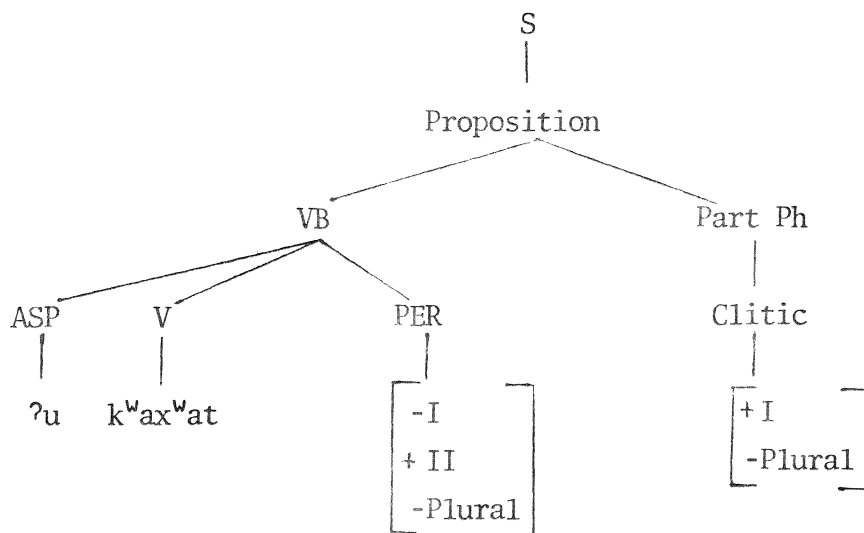 S
Proposition
VB Part Ph
ASP V PER Clitic
ʔu kʷaxʷat -I +I
+ II -Plural
-Plural